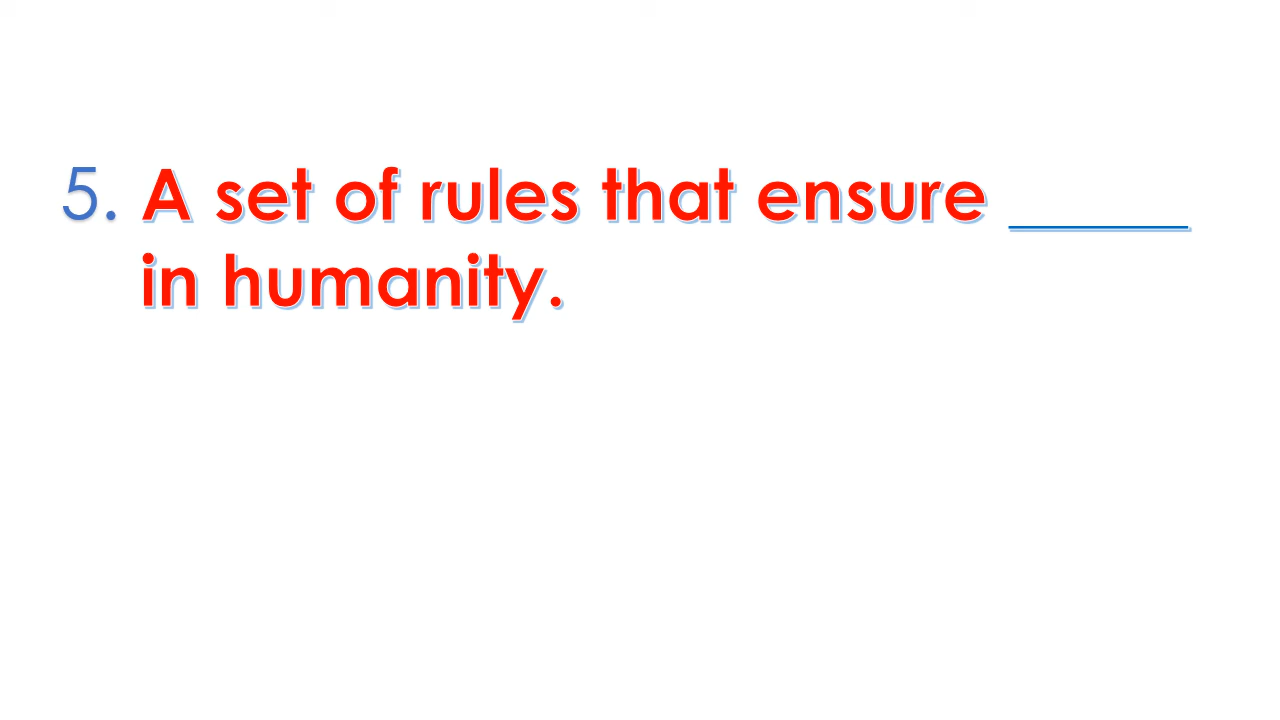 5. A set of rules that ensure ______
in humanity.